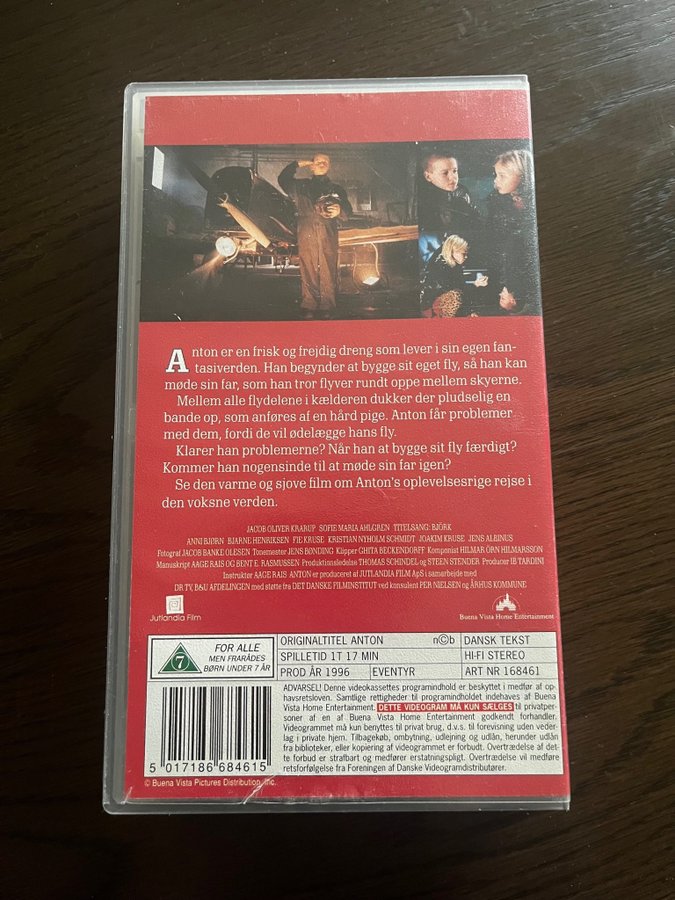 Anton er en frisk og frejdig dreng som lever i sin egen fan-
tasiverden. Han begynder at bygge sit eget fly, så han kan
møde sin far, som han tror flyver rundt oppe mellem skyerne.
Mellem alle flydelene i kælderen dukker der pludselig en
bande op, som anføres af en hård pige. Anton får problemer
med dem, fordi de vil ødelægge hans fly.
Klarer han problemerne? Når han at bygge sit fly færdigt?
Kommer han nogensinde til at møde sin far igen?
Se den varme og sjove film om Anton's oplevelsesrige rejse i
den voksne verden.
JACOB OLIVER KRARUP SOFIE MARIA AHLGREN TITELSANG: BJÖRK
ANNI BJØRN BJARNE HENRIKSEN FIE KRUSE KRISTIAN NYHOLM SCHMIDT JOAKIM KRUSE JENS ALBINUS
Fotograf JACOB BANKE OLESEN Tonemester JENS BØNDING Klipper GHITA BECKENDORFF Komponist HILMAR ÖRN HILMARSSON
Manuskript AAGE RAIS OG BENT E. RASMUSSEN Produktionsledelse THOMAS SCHINDEL og STEEN STENDER Producer IB TARDINI
Instruktør AAGE RAIS ANTON er produceret af JUTLANDIA FILM ApS i samarbejde med
DR TV, B&U AFDELINGEN med støtte fra DET DANSKE FILMINSTITUT ved konsulent PER NIELSEN og ÅRHUS KOMMUNE
Jutlandia Film
Buena Vista Home Entertainment
7
FOR ALLE
MEN FRARÅDES
BØRN UNDER 7 ÅR
ORIGINALTITEL ANTON n©b DANSK TEKST
SPILLETID 1T 17 MIN HI-FI STEREO
PROD ÅR 1996 EVENTYR ART NR 168461
ADVARSEL! Denne videokassettes programindhold er beskyttet i medfør af op-
havsretsloven. Samtlige rettigheder til programindholdet indehaves af Buena
Vista Home Entertainment. DETTE VIDEOGRAM MÅ KUN SÆLGES til privatper-
soner af en af Buena Vista Home Entertainment godkendt forhandler.
Videogrammet må kun benyttes til privat brug, d.v.s. til forevisning uden veder-
lag i private hjem. Tilbagekøb, ombytning, udlejning og udlån, herunder udlån
fra biblioteker, eller kopiering af videogrammet er forbudt. Overtrædelse af det-
te forbud er strafbart og medfører erstatningspligt. Overtrædelse vil medføre
retsforfølgelse fra Foreningen af Danske Videogramdistributører.
5 017186 684615
© Buena Vista Pictures Distribution, Inc.